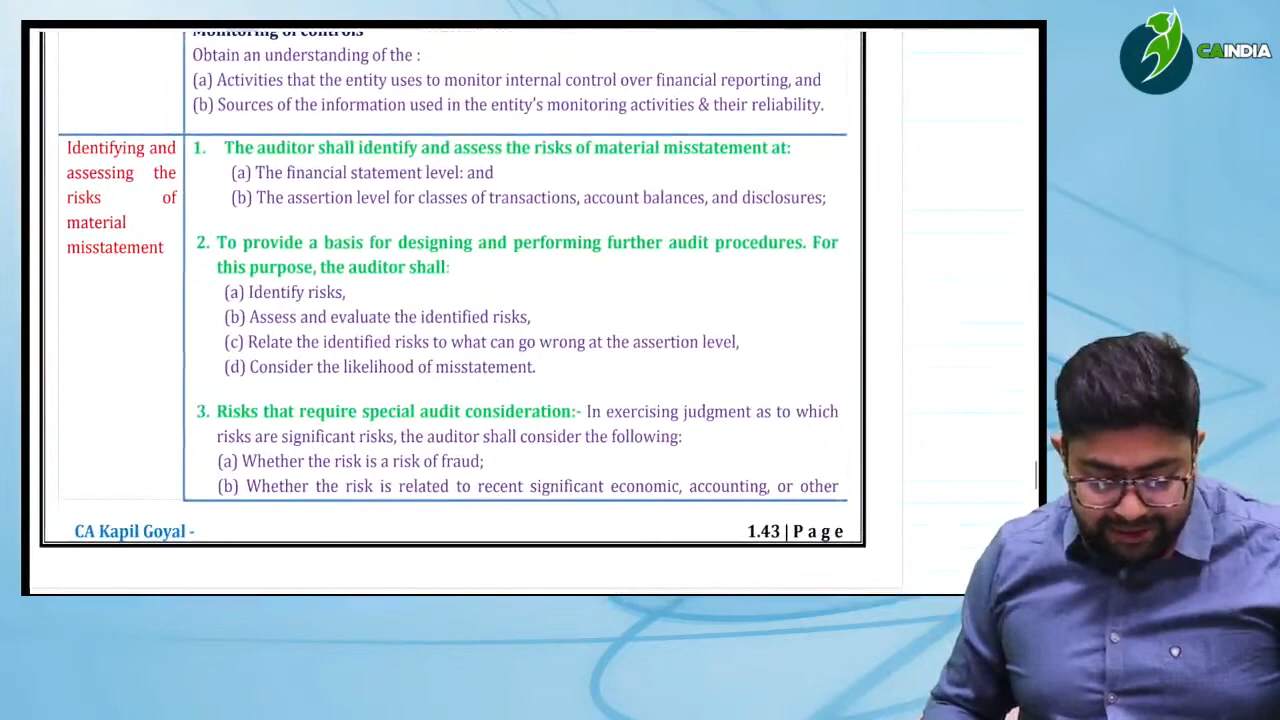 Monitoring of controls
Obtain an understanding of the :
(a) Activities that the entity uses to monitor internal control over financial reporting, and
(b) Sources of the information used in the entity's monitoring activities & their reliability.
Identifying and
assessing the
risks of
material
misstatement
1. The auditor shall identify and assess the risks of material misstatement at:
(a) The financial statement level: and
(b) The assertion level for classes of transactions, account balances, and disclosures;
2. To provide a basis for designing and performing further audit procedures. For
this purpose, the auditor shall:
(a) Identify risks,
(b) Assess and evaluate the identified risks,
(c) Relate the identified risks to what can go wrong at the assertion level,
(d) Consider the likelihood of misstatement.
3. Risks that require special audit consideration:- In exercising judgment as to which
risks are significant risks, the auditor shall consider the following:
(a) Whether the risk is a risk of fraud;
(b) Whether the risk is related to recent significant economic, accounting, or other
CA Kapil Goyal -
1.43 | P a g e
CAINDIA